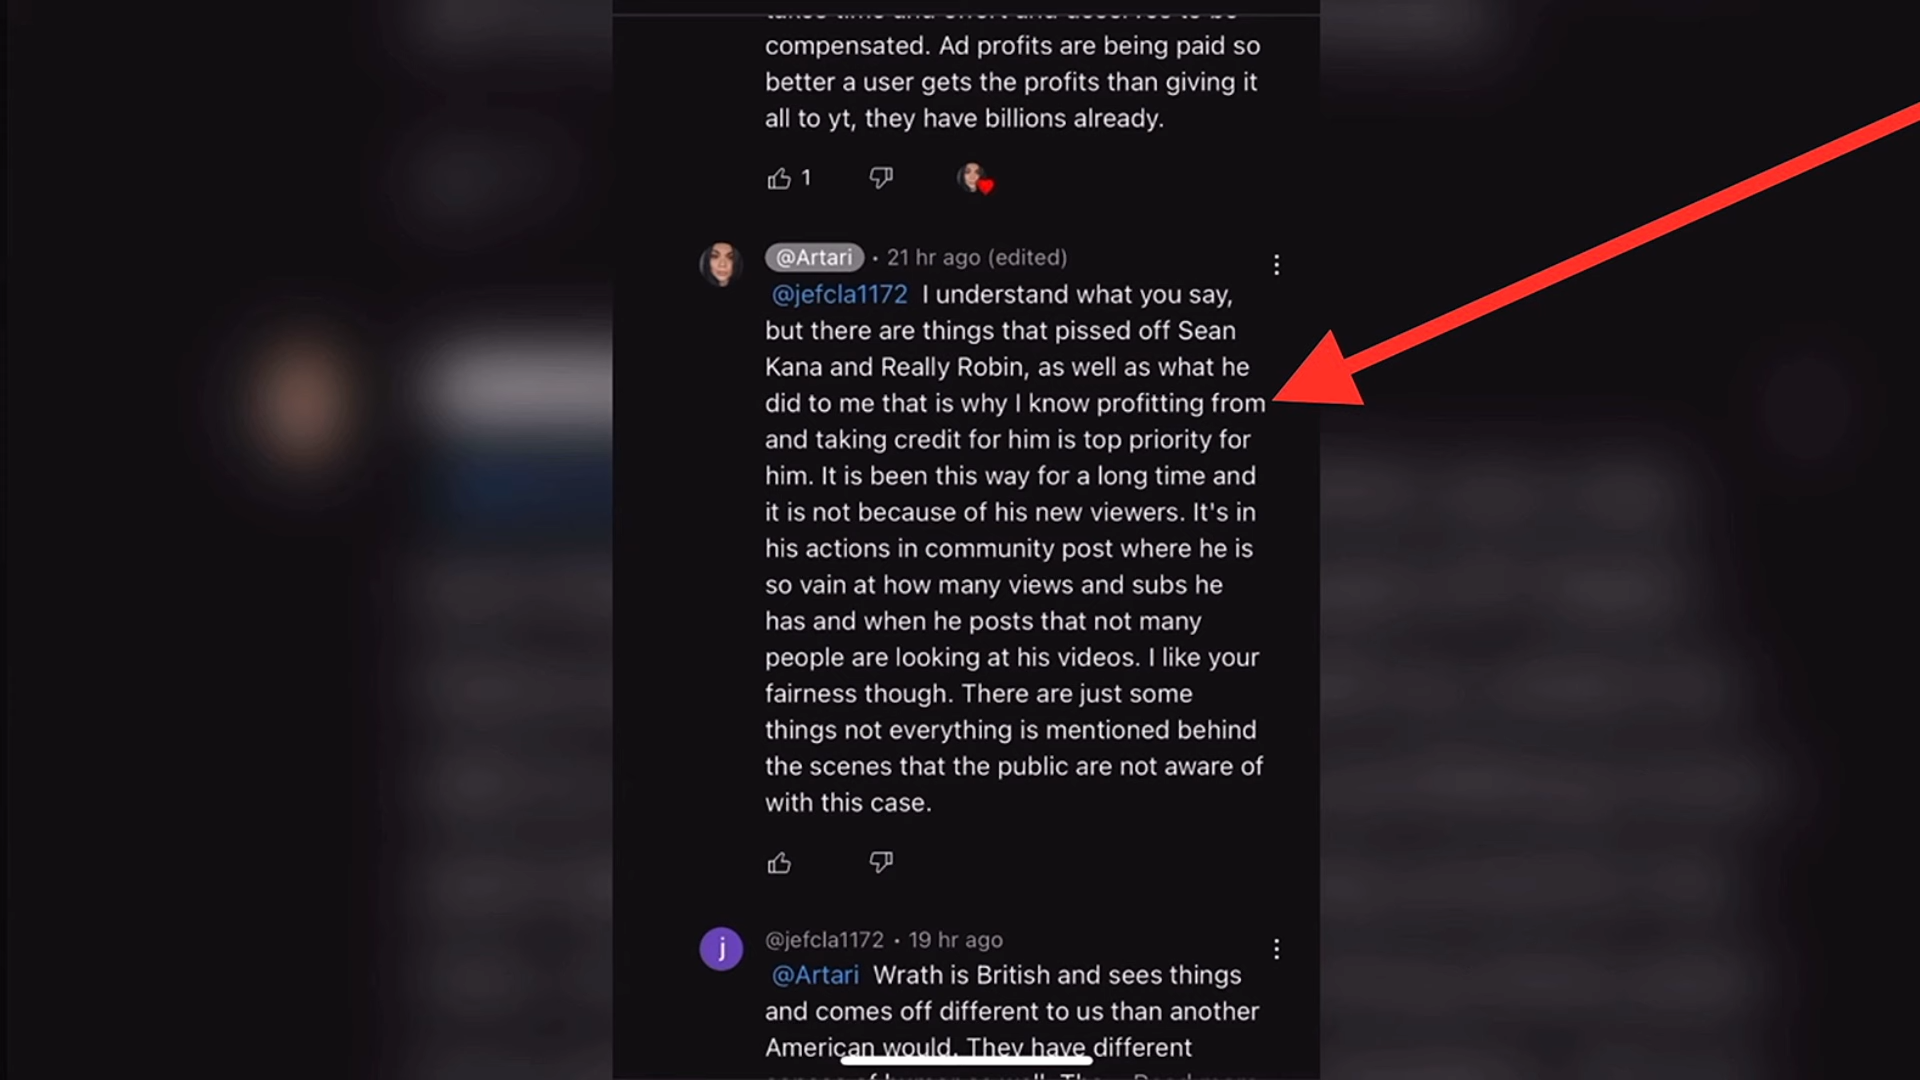 compensated. Ad profits are being paid so
better a user gets the profits than giving it
all to yt, they have billions already.
1
@Artari • 21 hr ago (edited)
@jefcla1172 I understand what you say,
but there are things that pissed off Sean
Kana and Really Robin, as well as what he
did to me that is why I know profitting from
and taking credit for him is top priority for
him. It is been this way for a long time and
it is not because of his new viewers. It's in
his actions in community post where he is
so vain at how many views and subs he
has and when he posts that not many
people are looking at his videos. I like your
fairness though. There are just some
things not everything is mentioned behind
the scenes that the public are not aware of
with this case.
j
@jefcla1172 • 19 hr ago
@Artari Wrath is British and sees things
and comes off different to us than another
American would. They have different